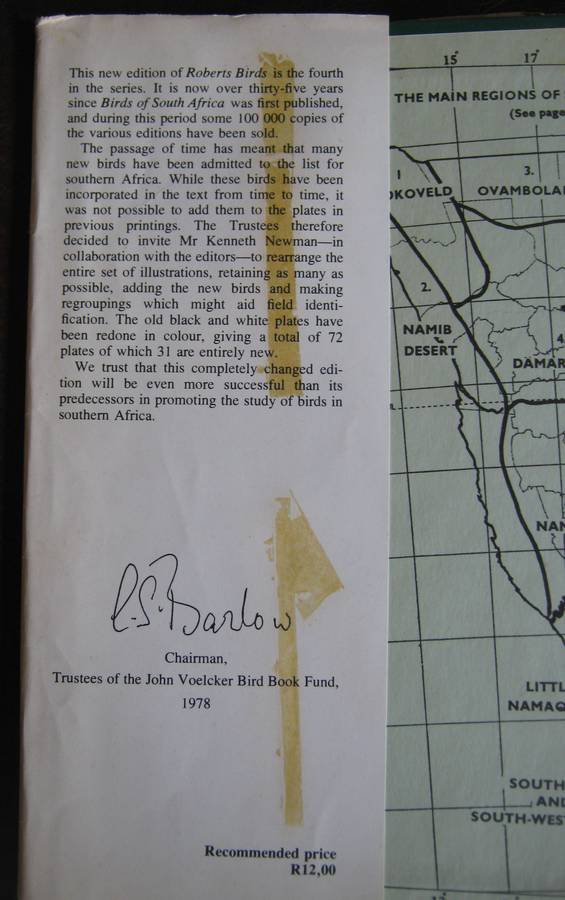 This new edition of Roberts Birds is the fourth
in the series. It is now over thirty-five years
since Birds of South Africa was first published,
and during this period some 100 000 copies of
the various editions have been sold.
The passage of time has meant that many
new birds have been admitted to the list for
southern Africa. While these birds have been
incorporated in the text from time to time, it
was not possible to add them to the plates in
previous printings. The Trustees therefore
decided to invite Mr Kenneth Newman—in
collaboration with the editors—to rearrange the
entire set of illustrations, retaining as many as
possible, adding the new birds and making
regroupings which might aid field identi-
fication. The old black and white plates have
been redone in colour, giving a total of 72
plates of which 31 are entirely new.
We trust that this completely changed edi-
tion will be even more successful than its
predecessors in promoting the study of birds in
southern Africa.
C.S. Barlow
Chairman,
Trustees of the John Voelcker Bird Book Fund,
1978
Recommended price
R12,00
15° 17°
THE MAIN REGIONS OF
(See page
1 3.
OKOVELD OVAMBOLA
2.
NAMIB
DESERT
4
DAMAR
NAM
LITTL
NAMAQ
SOUTH
AND
SOUTH-WES